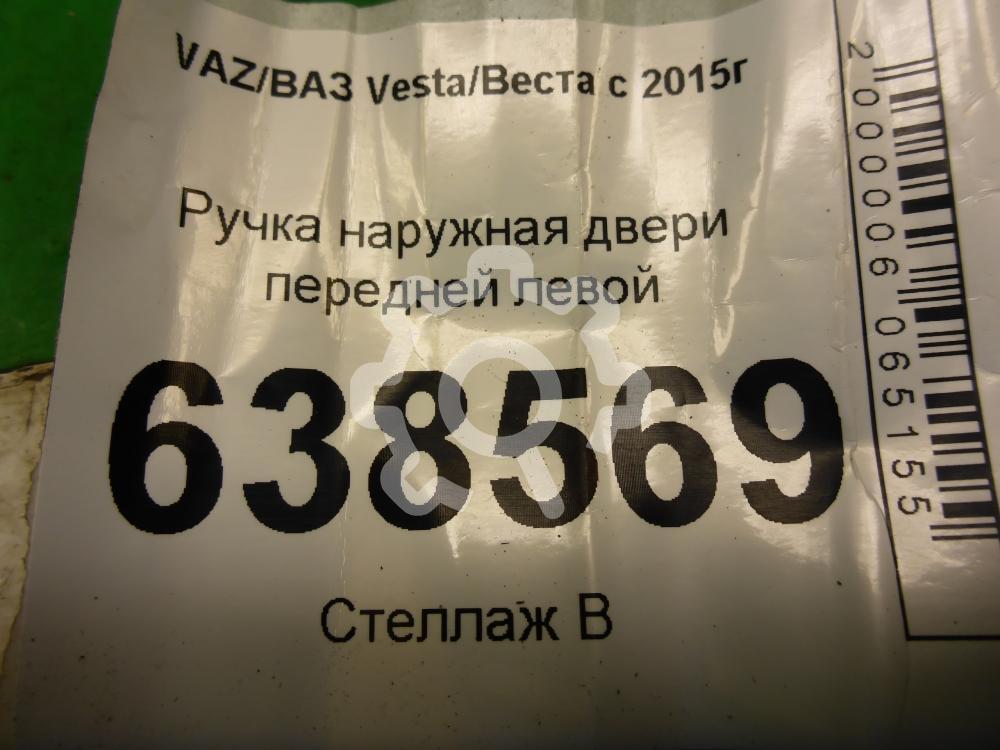 VAZ/ВАЗ Vesta/Веста с 2015г
Ручка наружная двери
передней левой
638569
Стеллаж В
2000006065155